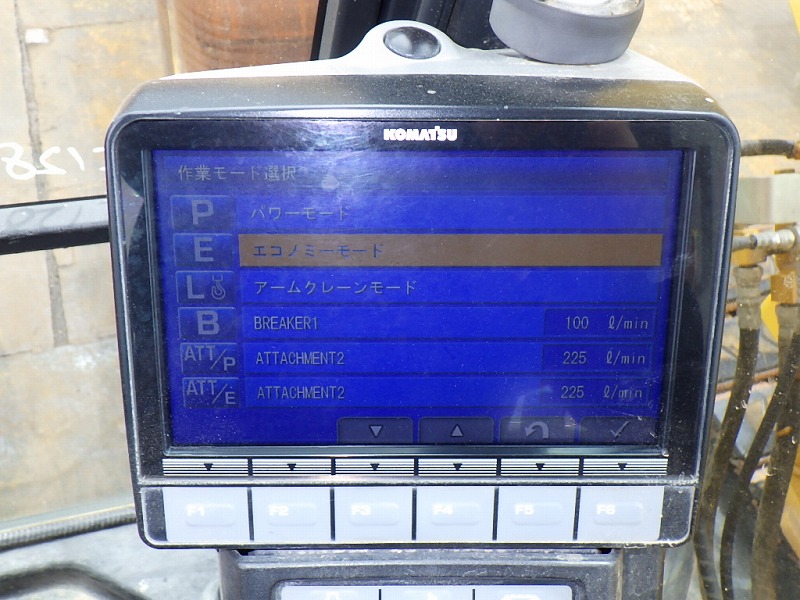 KOMATSU
作業モード選択
P パワーモード
E エコノミーモード
L アームクレーンモード
B BREAKER1 100 ℓ/min
ATT/P ATTACHMENT2 225 ℓ/min
ATT/E ATTACHMENT2 225 ℓ/min
F1 F2 F3 F4 F5 F6